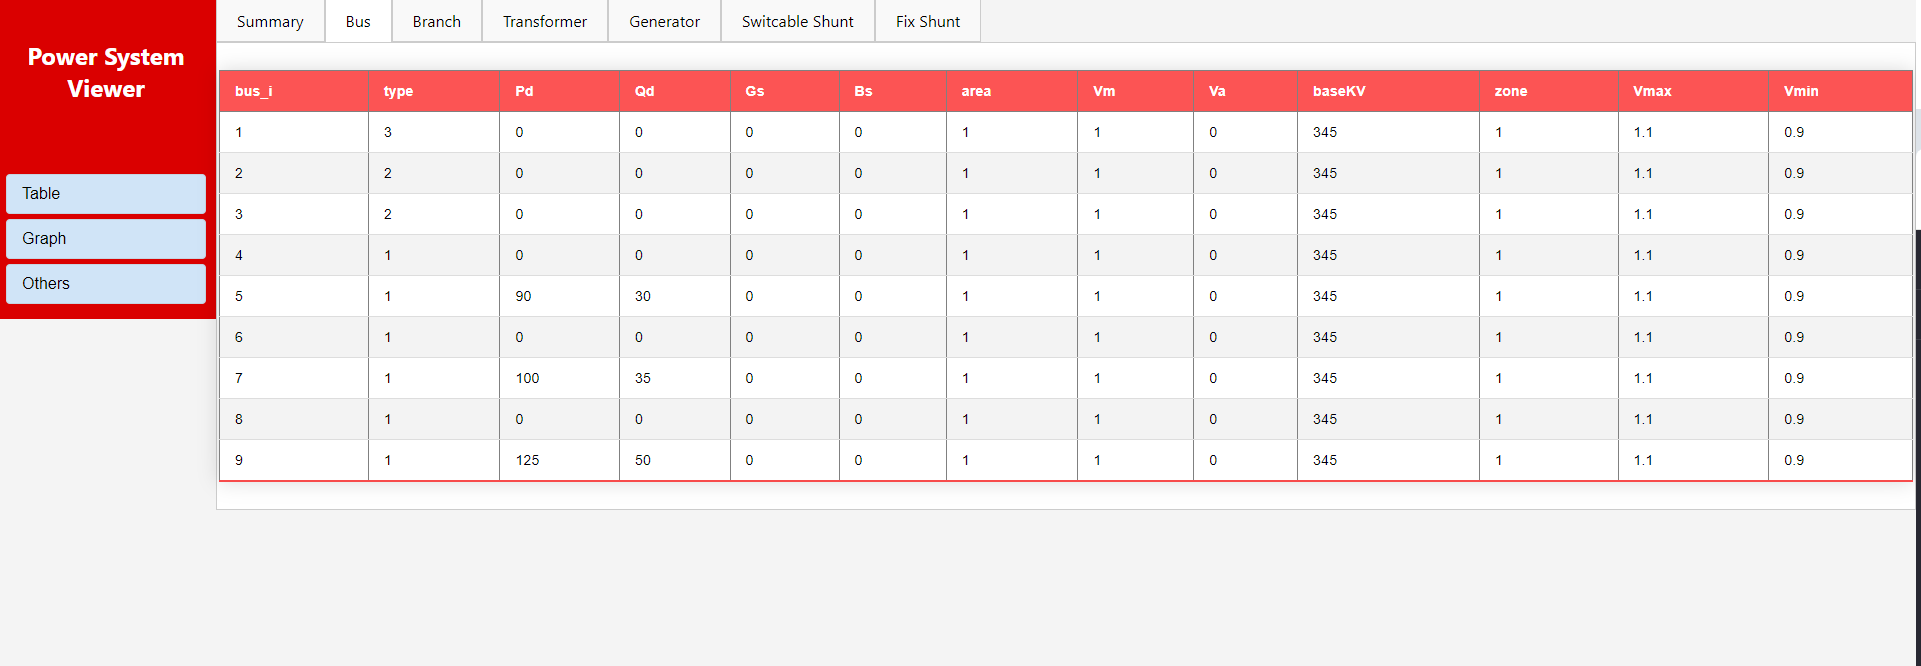 Power System
Viewer
Table
Graph
Others
Summary Bus Branch Transformer Generator Switcable Shunt Fix Shunt
bus_i type Pd Qd Gs Bs area Vm Va baseKV zone Vmax Vmin
1 3 0 0 0 0 1 1 0 345 1 1.1 0.9
2 2 0 0 0 0 1 1 0 345 1 1.1 0.9
3 2 0 0 0 0 1 1 0 345 1 1.1 0.9
4 1 0 0 0 0 1 1 0 345 1 1.1 0.9
5 1 90 30 0 0 1 1 0 345 1 1.1 0.9
6 1 0 0 0 0 1 1 0 345 1 1.1 0.9
7 1 100 35 0 0 1 1 0 345 1 1.1 0.9
8 1 0 0 0 0 1 1 0 345 1 1.1 0.9
9 1 125 50 0 0 1 1 0 345 1 1.1 0.9